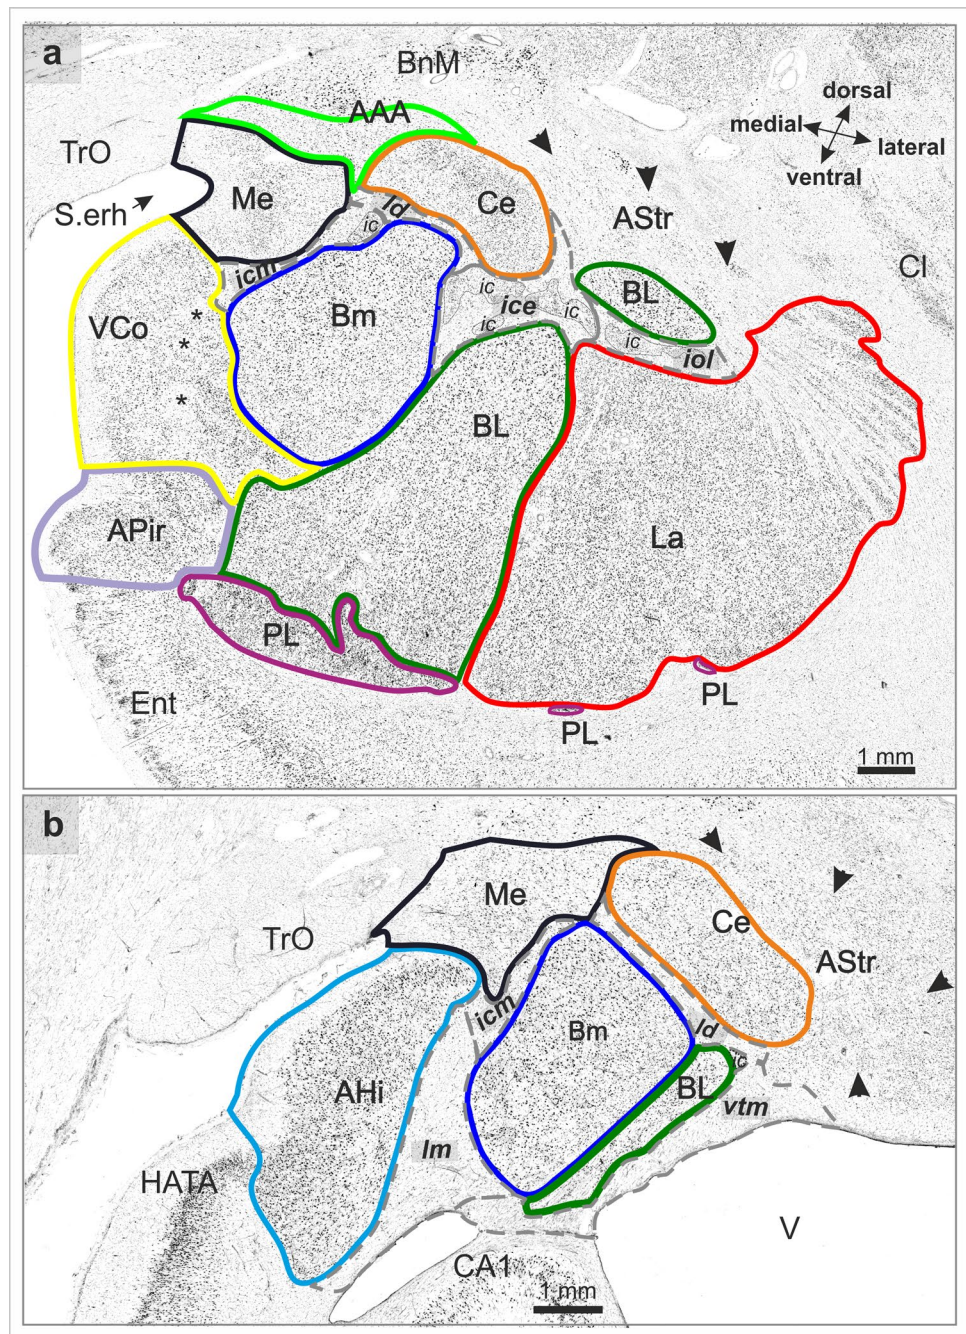 a
BnM
AAA
dorsal
medial
lateral
ventral
TrO
S.erh
Me
ld
ic
Ce
AStr
Cl
icm
ic
ice
ic
ic
BL
ic
iol
VCo
*
*
*
Bm
BL
APir
La
PL
Ent
PL
PL
1 mm
b
Me
TrO
Ce
AStr
icm
Bm
ld
ic
BL
vtm
AHi
lm
HATA
V
CA1
1 mm